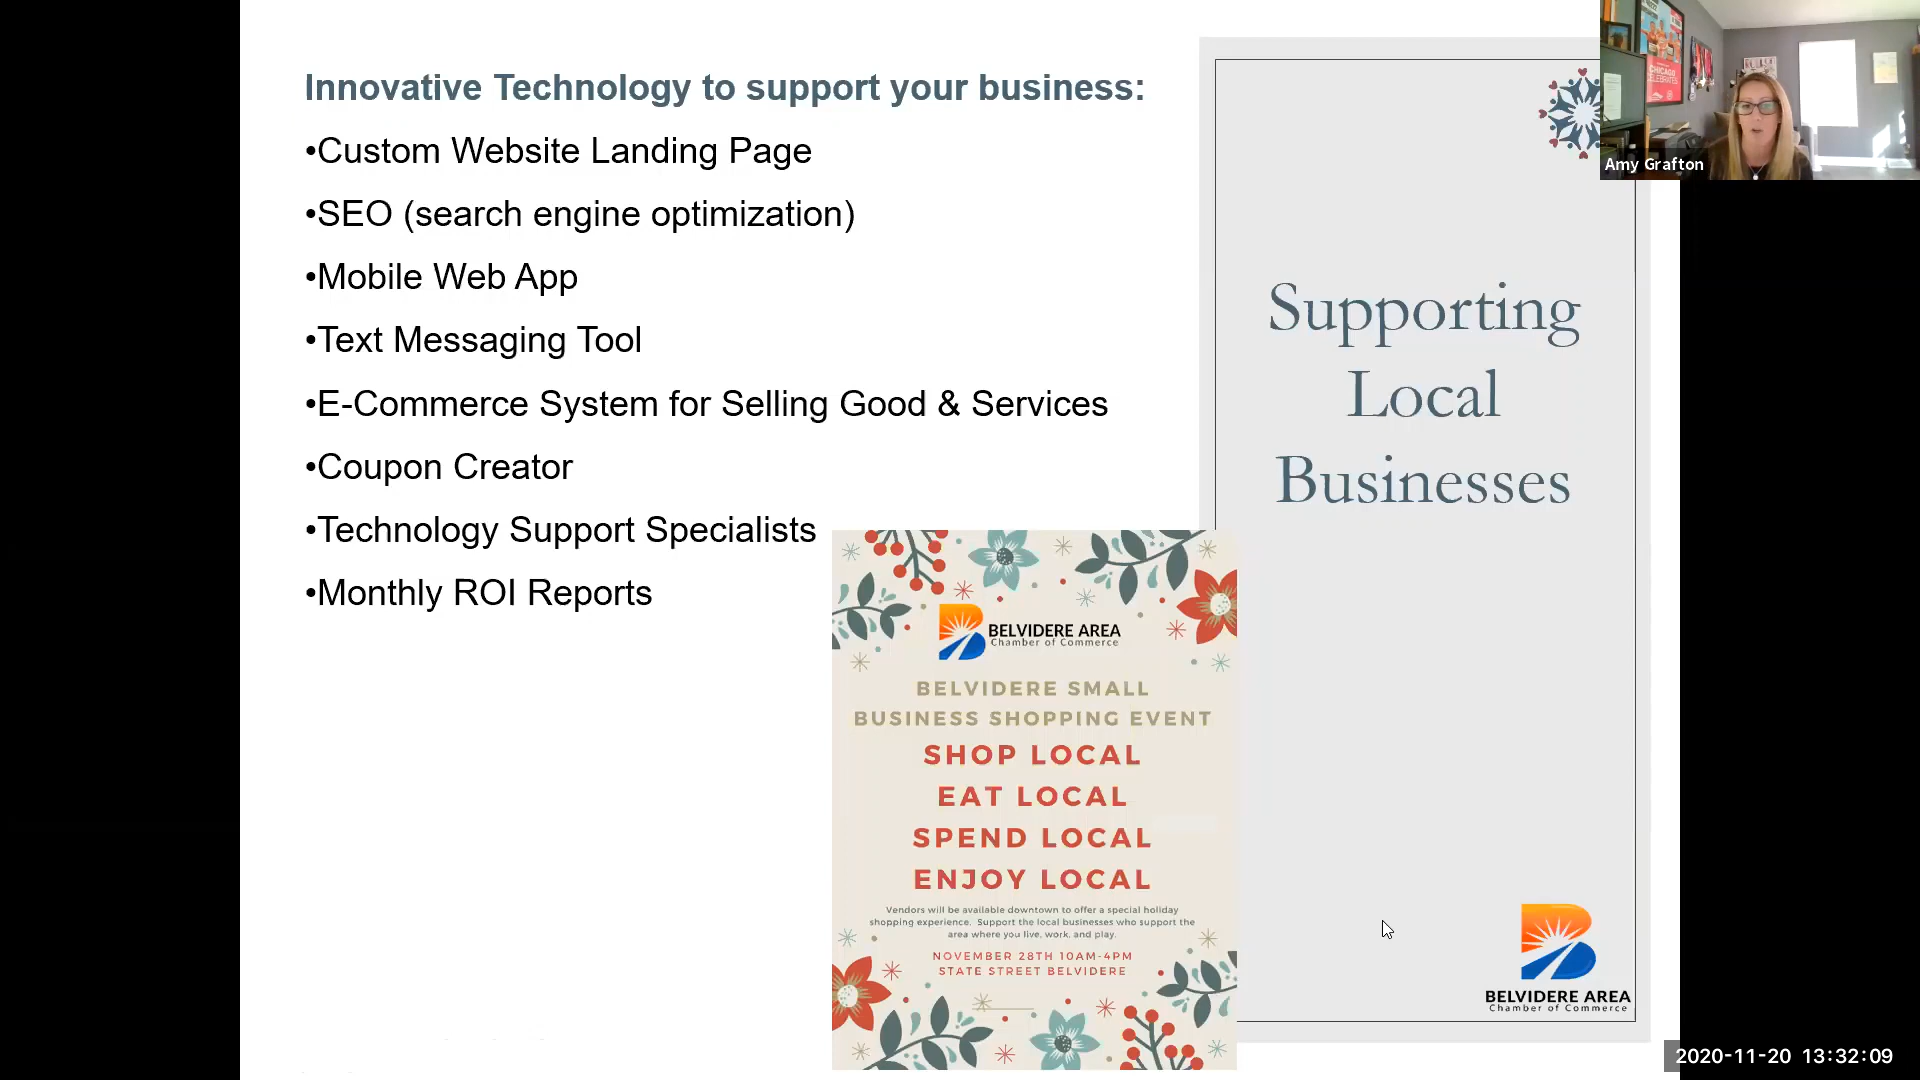 Innovative Technology to support your business:
•Custom Website Landing Page
•SEO (search engine optimization)
•Mobile Web App
•Text Messaging Tool
•E-Commerce System for Selling Good & Services
•Coupon Creator
•Technology Support Specialists
•Monthly ROI Reports
BELVIDERE AREA
Chamber of Commerce
BELVIDERE SMALL
BUSINESS SHOPPING EVENT
SHOP LOCAL
EAT LOCAL
SPEND LOCAL
ENJOY LOCAL
Vendors will be available downtown to offer a special holiday
shopping experience. Support the local businesses who support the
area where you live, work, and play.
NOVEMBER 28TH 10AM-4PM
STATE STREET BELVIDERE
Supporting
Local
Businesses
BELVIDERE AREA
Chamber of Commerce
CHICAGO
Amy Grafton
2020-11-20 13:32:09